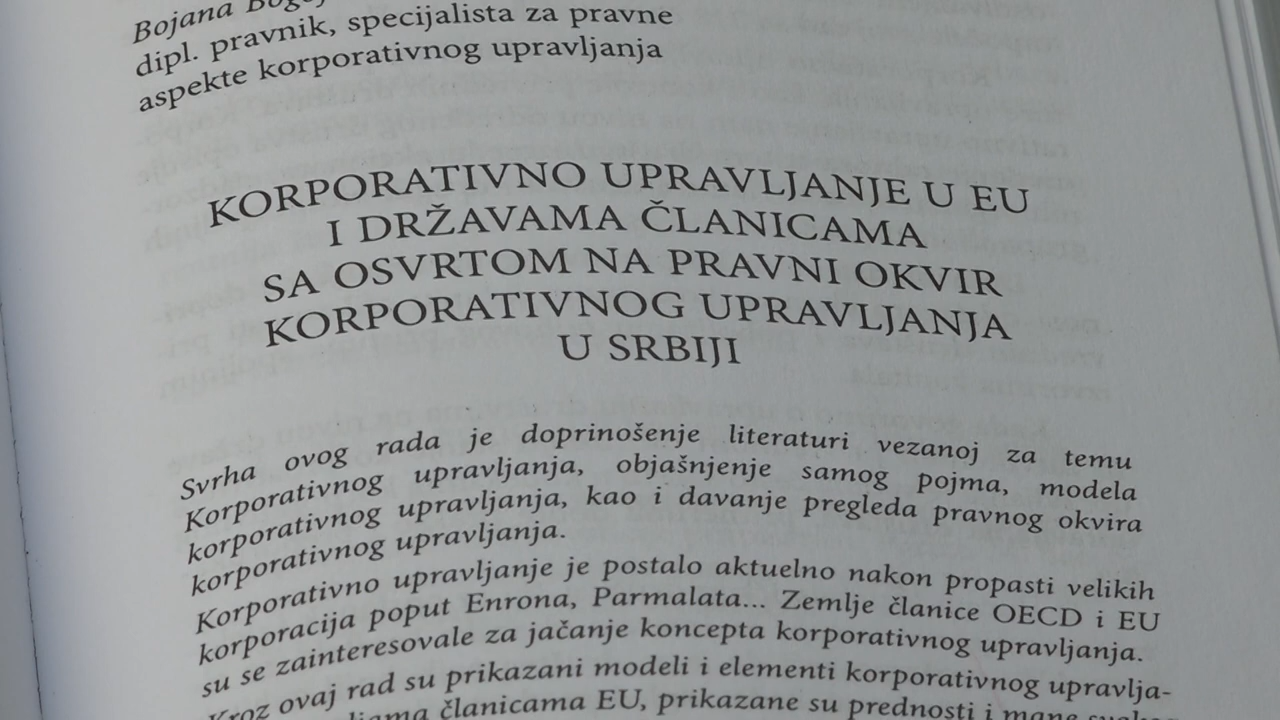 Bojana
dipl. pravnik, specijalista za pravne
aspekte korporativnog upravljanja
KORPORATIVNO UPRAVLJANJE U EU
I DRŽAVAMA ČLANICAMA
SA OSVRTOM NA PRAVNI OKVIR
KORPORATIVNOG UPRAVLJANJA
U SRBIJI
Svrha ovog rada je doprinošenje literaturi vezanoj za temu
Korporativnog upravljanja, objašnjenje samog pojma, modela
korporativnog upravljanja, kao i davanje pregleda pravnog okvira
korporativnog upravljanja.
Korporativno upravljanje je postalo aktuelno nakon propasti velikih
korporacija poput Enrona, Parmalata... Zemlje članice OECD i EU
su se zainteresovale za jačanje koncepta korporativnog upravljanja.
Kroz ovaj rad su prikazani modeli i elementi korporativnog upravlja-
članicama EU, prikazane su prednosti i mane